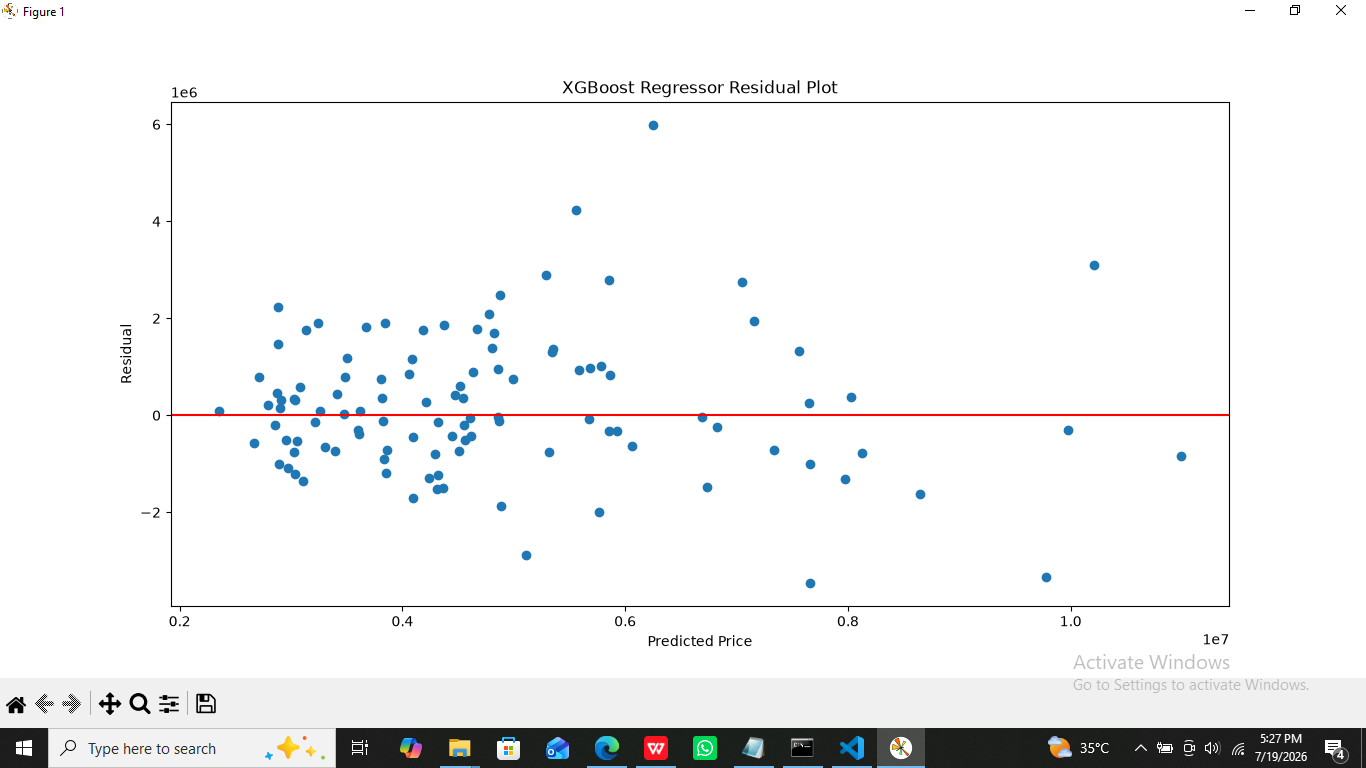 Figure 1
XGBoost Regressor Residual Plot
1e6
6
4
2
0
−2
Residual
0.2 0.4 0.6 0.8 1.0
1e7
Predicted Price
Activate Windows
Go to Settings to activate Windows.
Type here to search
35°C
5:27 PM
7/19/2026
4